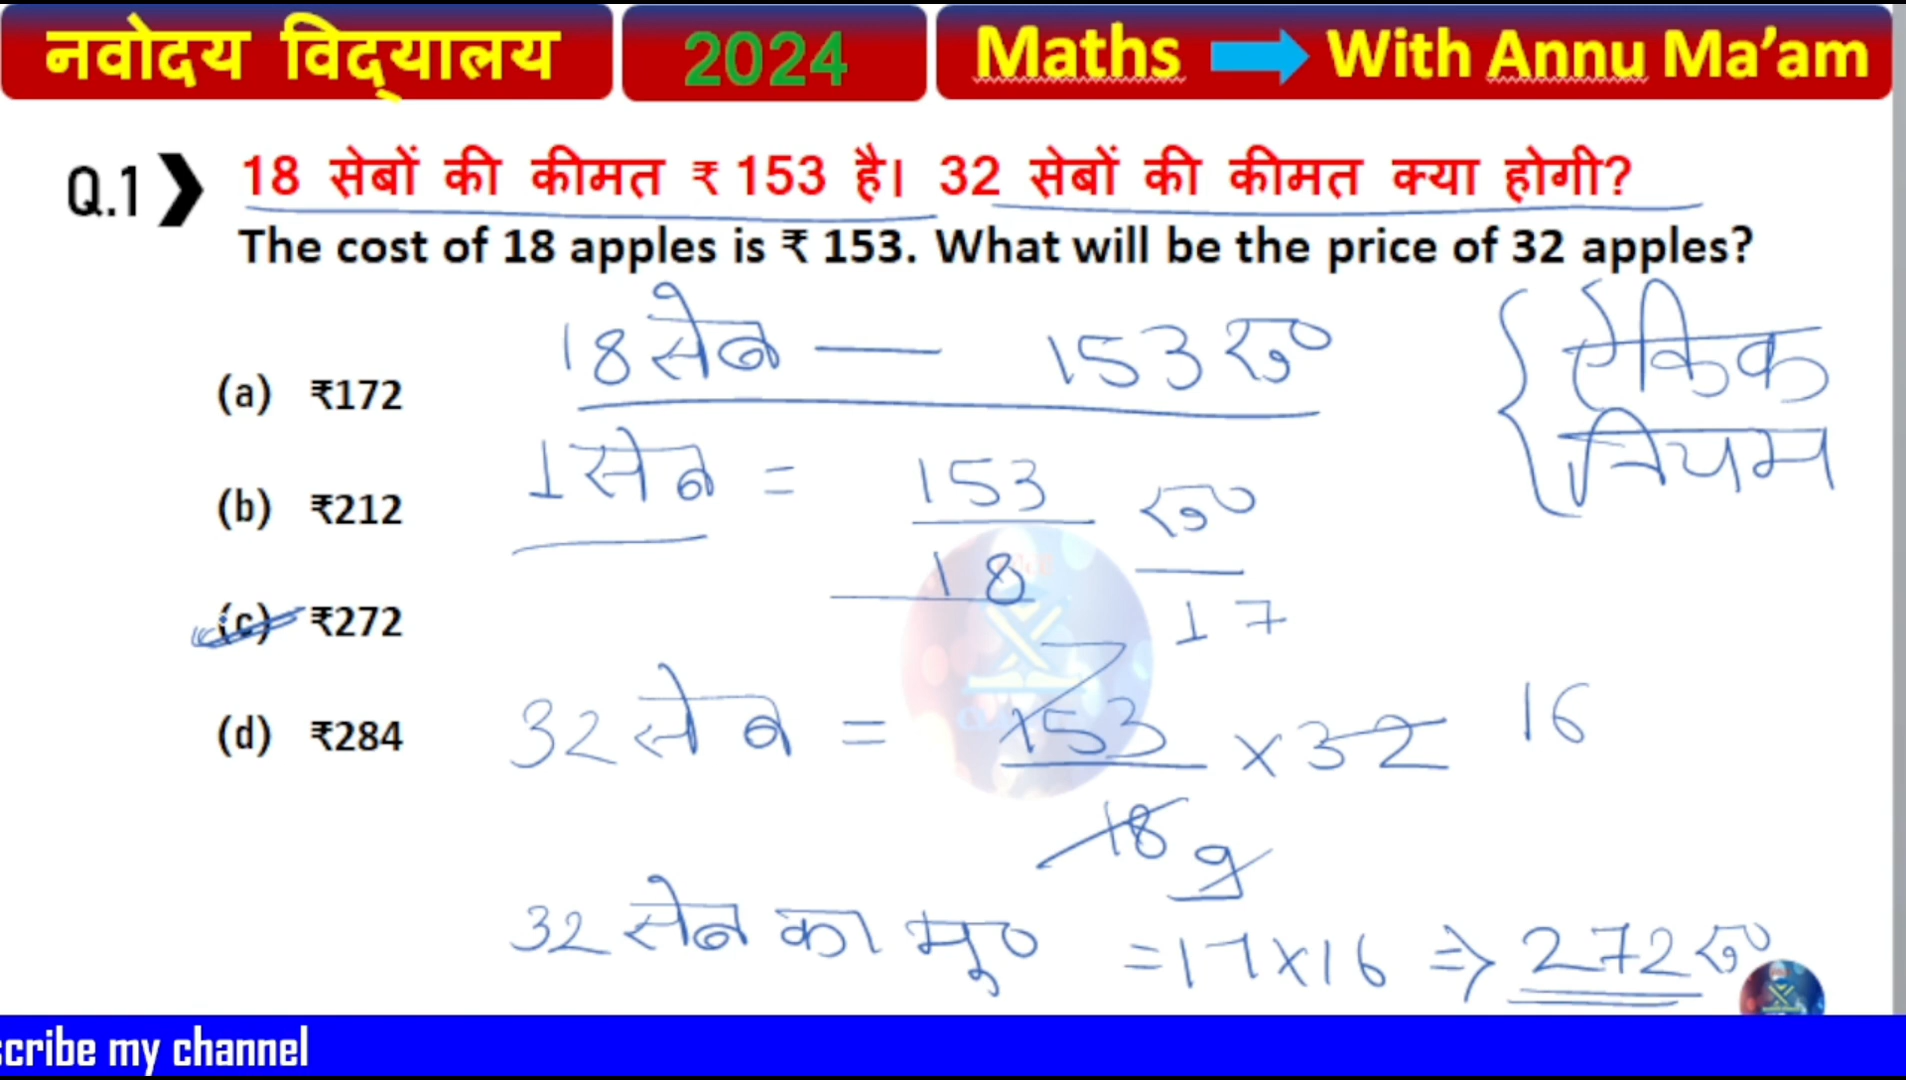 नवोदय विद्यालय 2024 Maths With Annu Ma'am
Q.1 18 सेबों की कीमत ₹ 153 है। 32 सेबों की कीमत क्या होगी?
The cost of 18 apples is ₹ 153. What will be the price of 32 apples?
18 सेब — 153 रु०
ऐकिक
नियम
(a) ₹172
1 सेब = 153 रु०
18
(b) ₹212
(c) ₹272
17
32 सेब = 153 × 32 16
18 9
(d) ₹284
32 सेब का मू० = 17 × 16 ⇒ 272 रु०
scribe my channel